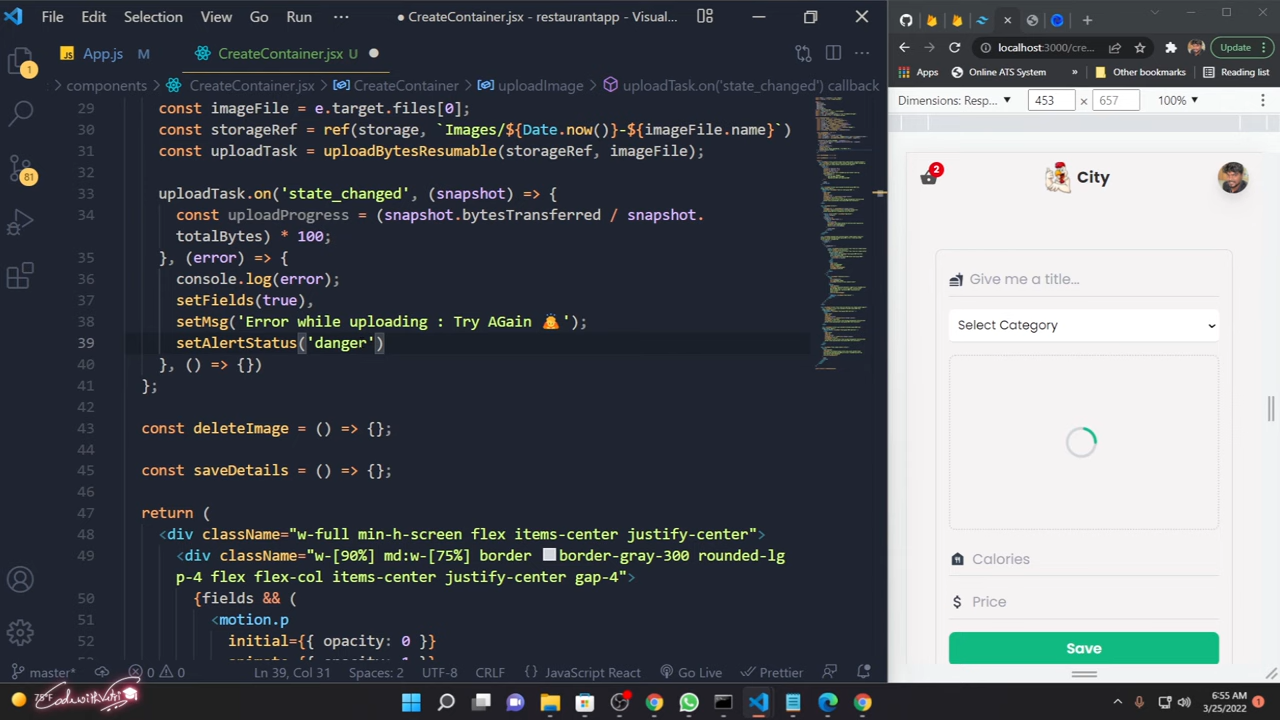 File Edit Selection View Go Run ··· ● CreateContainer.jsx - restaurantapp - Visual...
JS App.js M CreateContainer.jsx U
components > CreateContainer.jsx > CreateContainer > uploadImage > uploadTask.on('state_changed') callback
29 const imageFile = e.target.files[0];
30 const storageRef = ref(storage, `Images/${Date.now()}-${imageFile.name}`)
31 const uploadTask = uploadBytesResumable(storageRef, imageFile);
32
33 uploadTask.on('state_changed', (snapshot) => {
34 const uploadProgress = (snapshot.bytesTransferred / snapshot.
totalBytes) * 100;
35 }, (error) => {
36 console.log(error);
37 setFields(true),
38 setMsg('Error while uploading : Try AGain 🙇');
39 setAlertStatus('danger')
40 }, () => {})
41 };
42
43 const deleteImage = () => {};
44
45 const saveDetails = () => {};
46
47 return (
48 <div className="w-full min-h-screen flex items-center justify-center">
49 <div className="w-[90%] md:w-[75%] border border-gray-300 rounded-lg
p-4 flex flex-col items-center justify-center gap-4">
50 {fields && (
51 <motion.p
52 initial={{ opacity: 0 }}
1
81
master* 0 0 Ln 39, Col 31 Spaces: UTF-8 CRLF {} JavaScript React Go Live Prettier
localhost:3000/cre... Update
Apps Online ATS System » Other bookmarks Reading list
Dimensions: Resp... 453 × 657 100%
2 City
Give me a title...
Select Category
Calories
$ Price
Save
78°F CodewithVetri
6:55 AM
3/25/2022